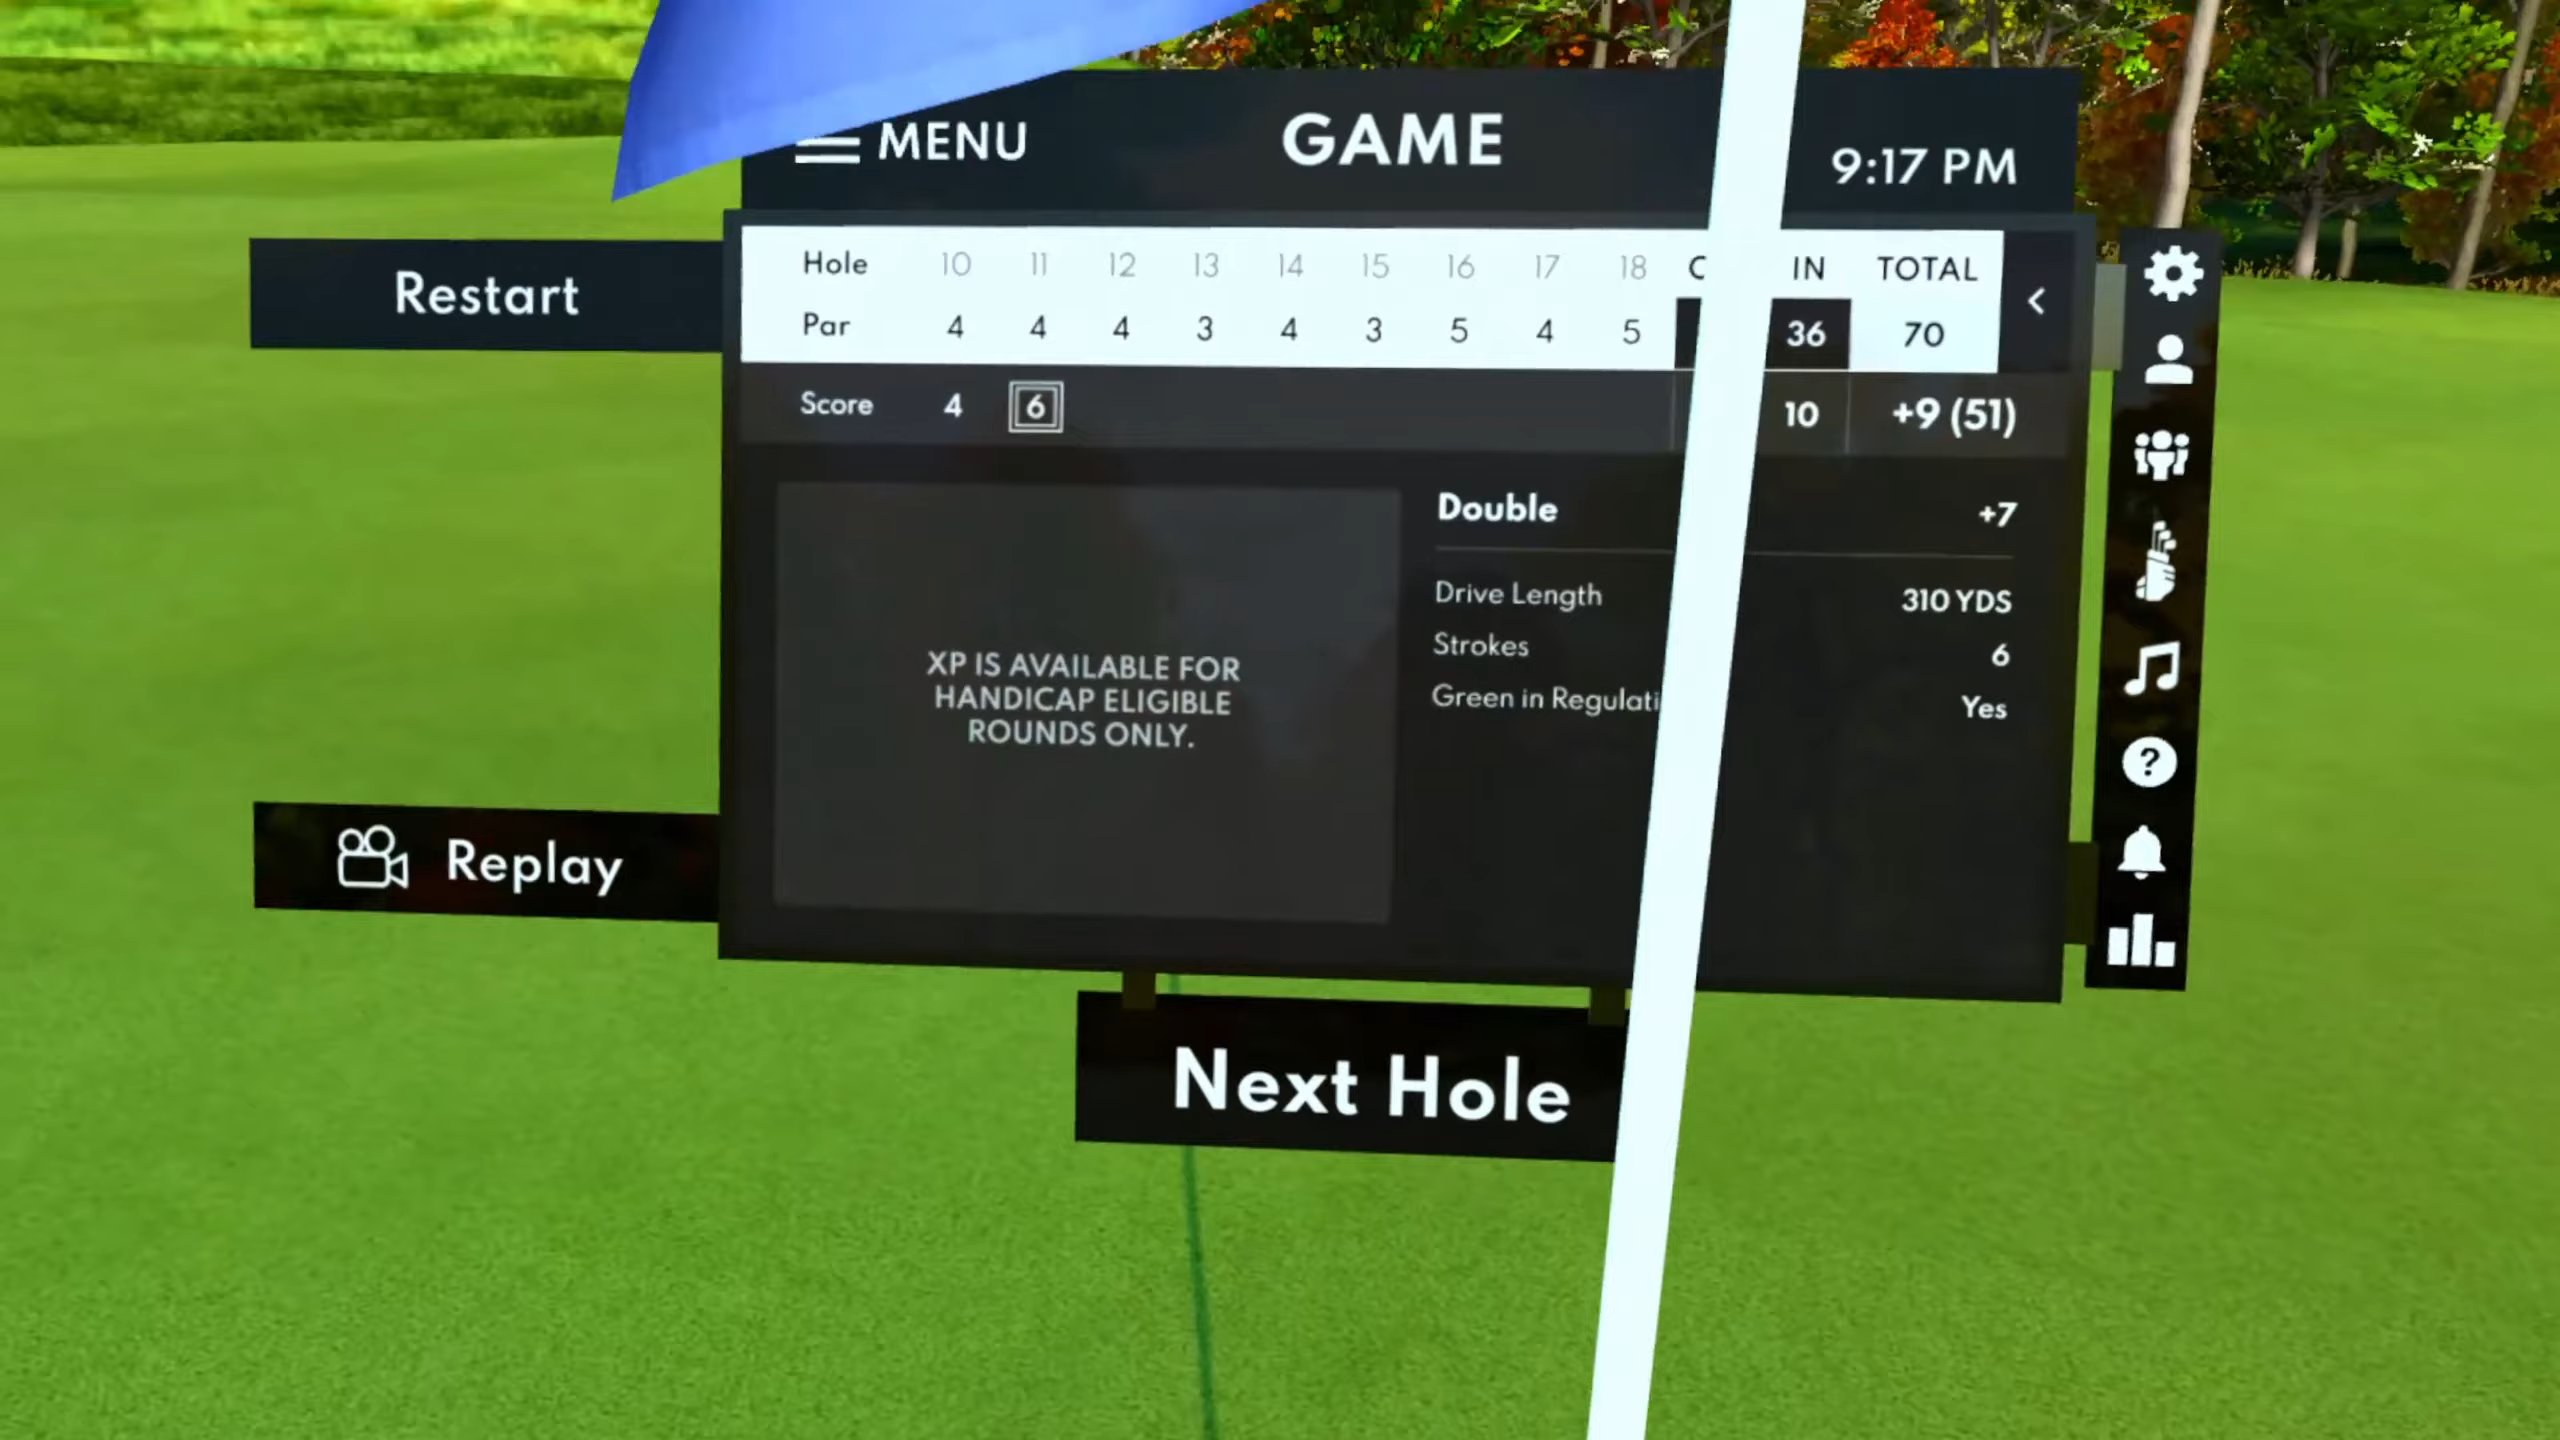 MENU
GAME
9:17 PM
Restart
Hole 10 11 12 13 14 15 16 17 18 IN TOTAL
Par 4 4 4 3 4 3 5 4 5 36 70
Score 4 6 10 +9 (51)
Double +7
Drive Length 310 YDS
Strokes 6
Green in Yes
XP IS AVAILABLE FOR
HANDICAP ELIGIBLE
ROUNDS ONLY.
Replay
?
Next Hole